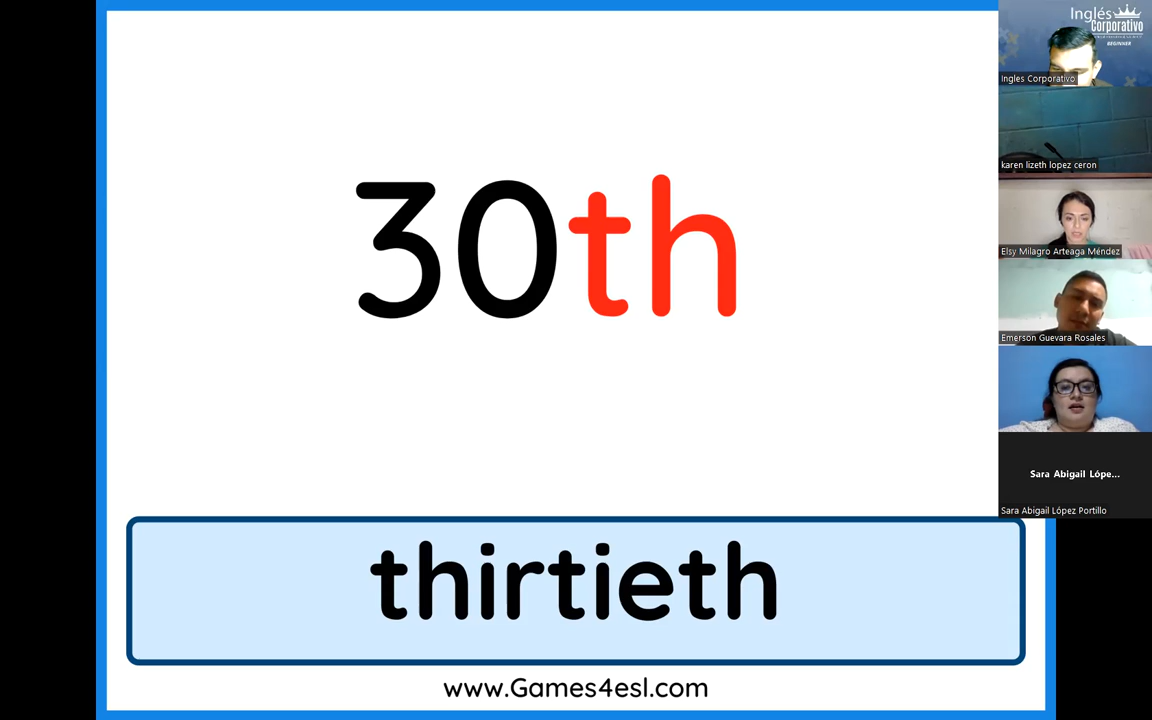 30th
thirtieth
www.Games4esl.com
Inglés
Corporativo
BEGINNER
Ingles Corporativo
karen lizeth lopez ceron
Elsy Milagro Arteaga Méndez
Emerson Guevara Rosales
Sara Abigail Lópe...
Sara Abigail López Portillo